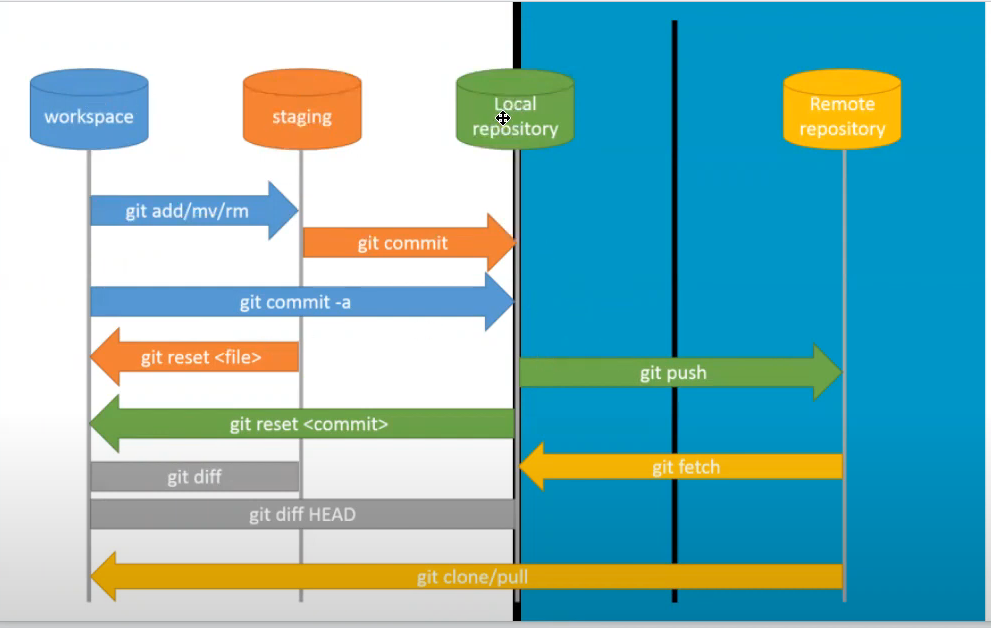 workspace
staging
Local
repository
Remote
repository
git add/mv/rm
git commit
git commit -a
git reset <file>
git push
git reset <commit>
git fetch
git diff
git diff HEAD
git clone/pull